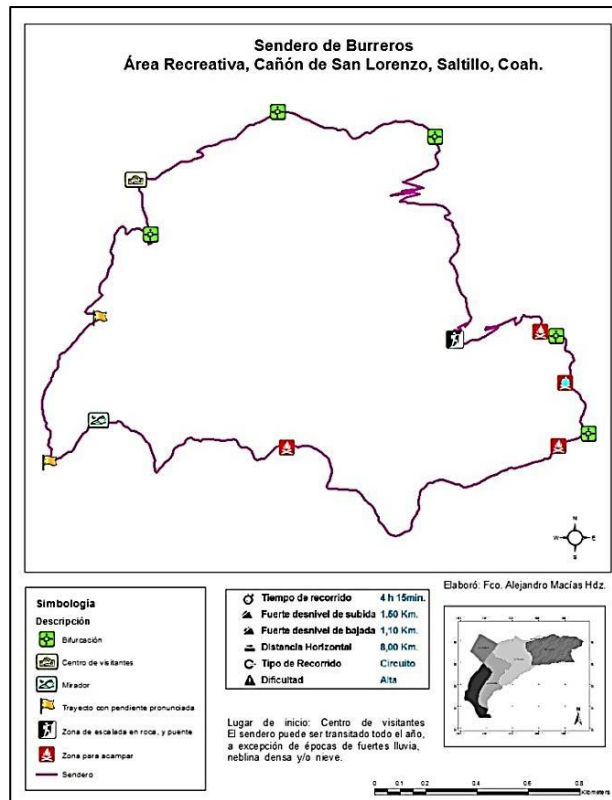 Sendero de Burreros
Área Recreativa, Cañón de San Lorenzo, Saltillo, Coah.
N
W E
S
Elaboró: Fco. Alejandro Macías Hdz.
Simbología
Descripción
Bifurcación
Centro de visitantes
Mirador
Trayecto con pendiente pronunciada
Zona de escalada en roca, y puente
Zona para acampar
Sendero
Tiempo de recorrido 4 h 15min.
Fuerte desnivel de subida 1.50 Km.
Fuerte desnivel de bajada 1,10 Km.
Distancia Horizontal 8,00 Km.
Tipo de Recorrido Circuito
Dificultad Alta
Lugar de inicio: Centro de visitantes
El sendero puede ser transitado todo el año,
a excepción de épocas de fuertes lluvia,
neblina densa y/o nieve.
N
0 0.1 0.2 0.4 0.6 0.8
Kilometers